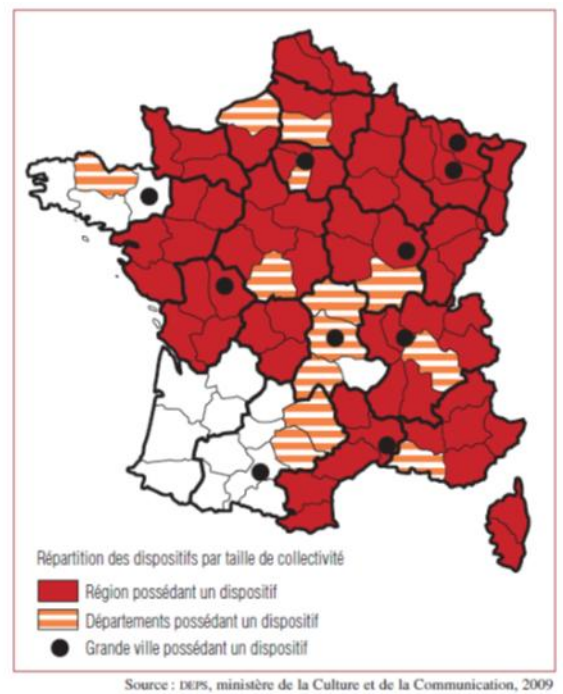 Répartition des dispositifs par taille de collectivité
Région possédant un dispositif
Départements possédant un dispositif
Grande ville possédant un dispositif
Source : DEPS, ministère de la Culture et de la Communication, 2009